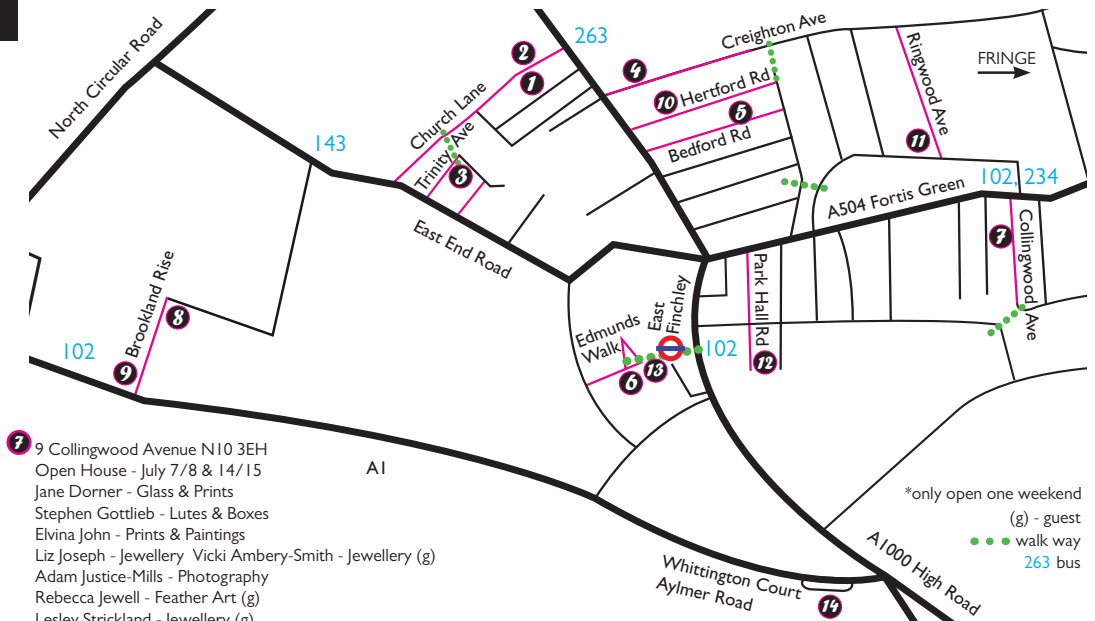 North Circular Road
143
Church Lane
2
1
Trinity Ave
3
East End Road
263
Creighton Ave
4
10
Hertford Rd
5
Bedford Rd
Ringwood Ave
11
FRINGE
102, 234
A504 Fortis Green
7
Collingwood Ave
Brookland Rise
8
9
102
Edmunds
Walk
East
Finchley
6
13
102
Park Hall Rd
12
A1
7
9 Collingwood Avenue N10 3EH
Open House - July 7/8 & 14/15
Jane Dorner - Glass & Prints
Stephen Gottlieb - Lutes & Boxes
Elvina John - Prints & Paintings
Liz Joseph - Jewellery Vicki Ambery-Smith - Jewellery (g)
Adam Justice-Mills - Photography
Rebecca Jewell - Feather Art (g)
Lesley Strickland - Jewellery (g)
Whittington Court
Aylmer Road
14
A1000 High Road
*only open one weekend
(g) - guest
walk way
263 bus